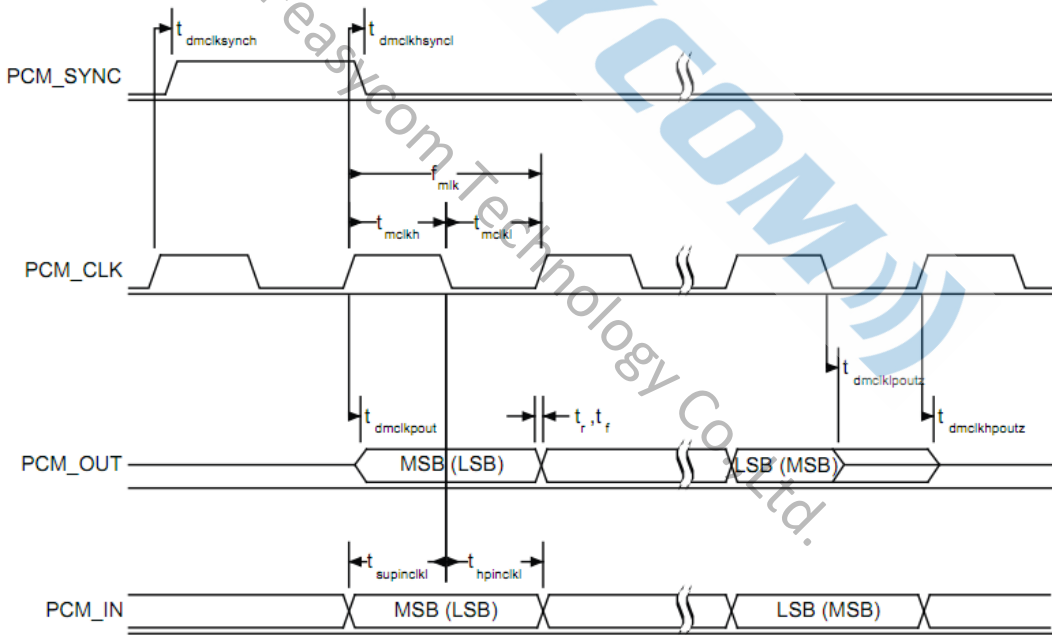 t dmclksynch
t dmclkhsyncl
PCM_SYNC
f mlk
t mclkh
t mclkl
PCM_CLK
t dmclklpoutz
t dmclkpout
t r ,t f
t dmclkhpoutz
PCM_OUT
MSB (LSB)
LSB (MSB)
t supinclkl
t hpinclkl
PCM_IN
MSB (LSB)
LSB (MSB)
easycom Technology Co., Ltd.
YCOM